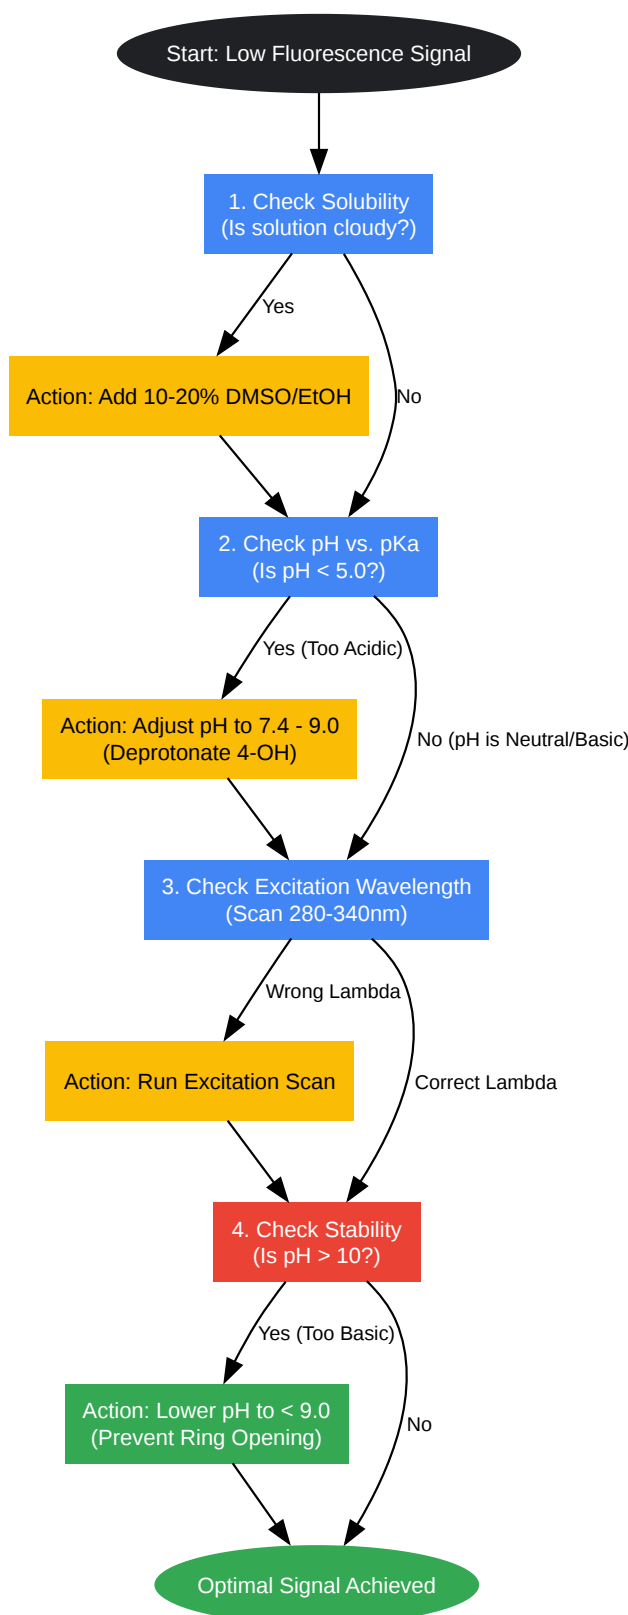 Start: Low Fluorescence Signal
1. Check Solubility
(Is solution cloudy?)
Yes
Action: Add 10-20% DMSO/EtOH
No
2. Check pH vs. pKa
(Is pH < 5.0?)
Yes (Too Acidic)
Action: Adjust pH to 7.4 - 9.0
(Deprotonate 4-OH)
No (pH is Neutral/Basic)
3. Check Excitation Wavelength
(Scan 280-340nm)
Wrong Lambda
Action: Run Excitation Scan
Correct Lambda
4. Check Stability
(Is pH > 10?)
Yes (Too Basic)
Action: Lower pH to < 9.0
(Prevent Ring Opening)
No
Optimal Signal Achieved